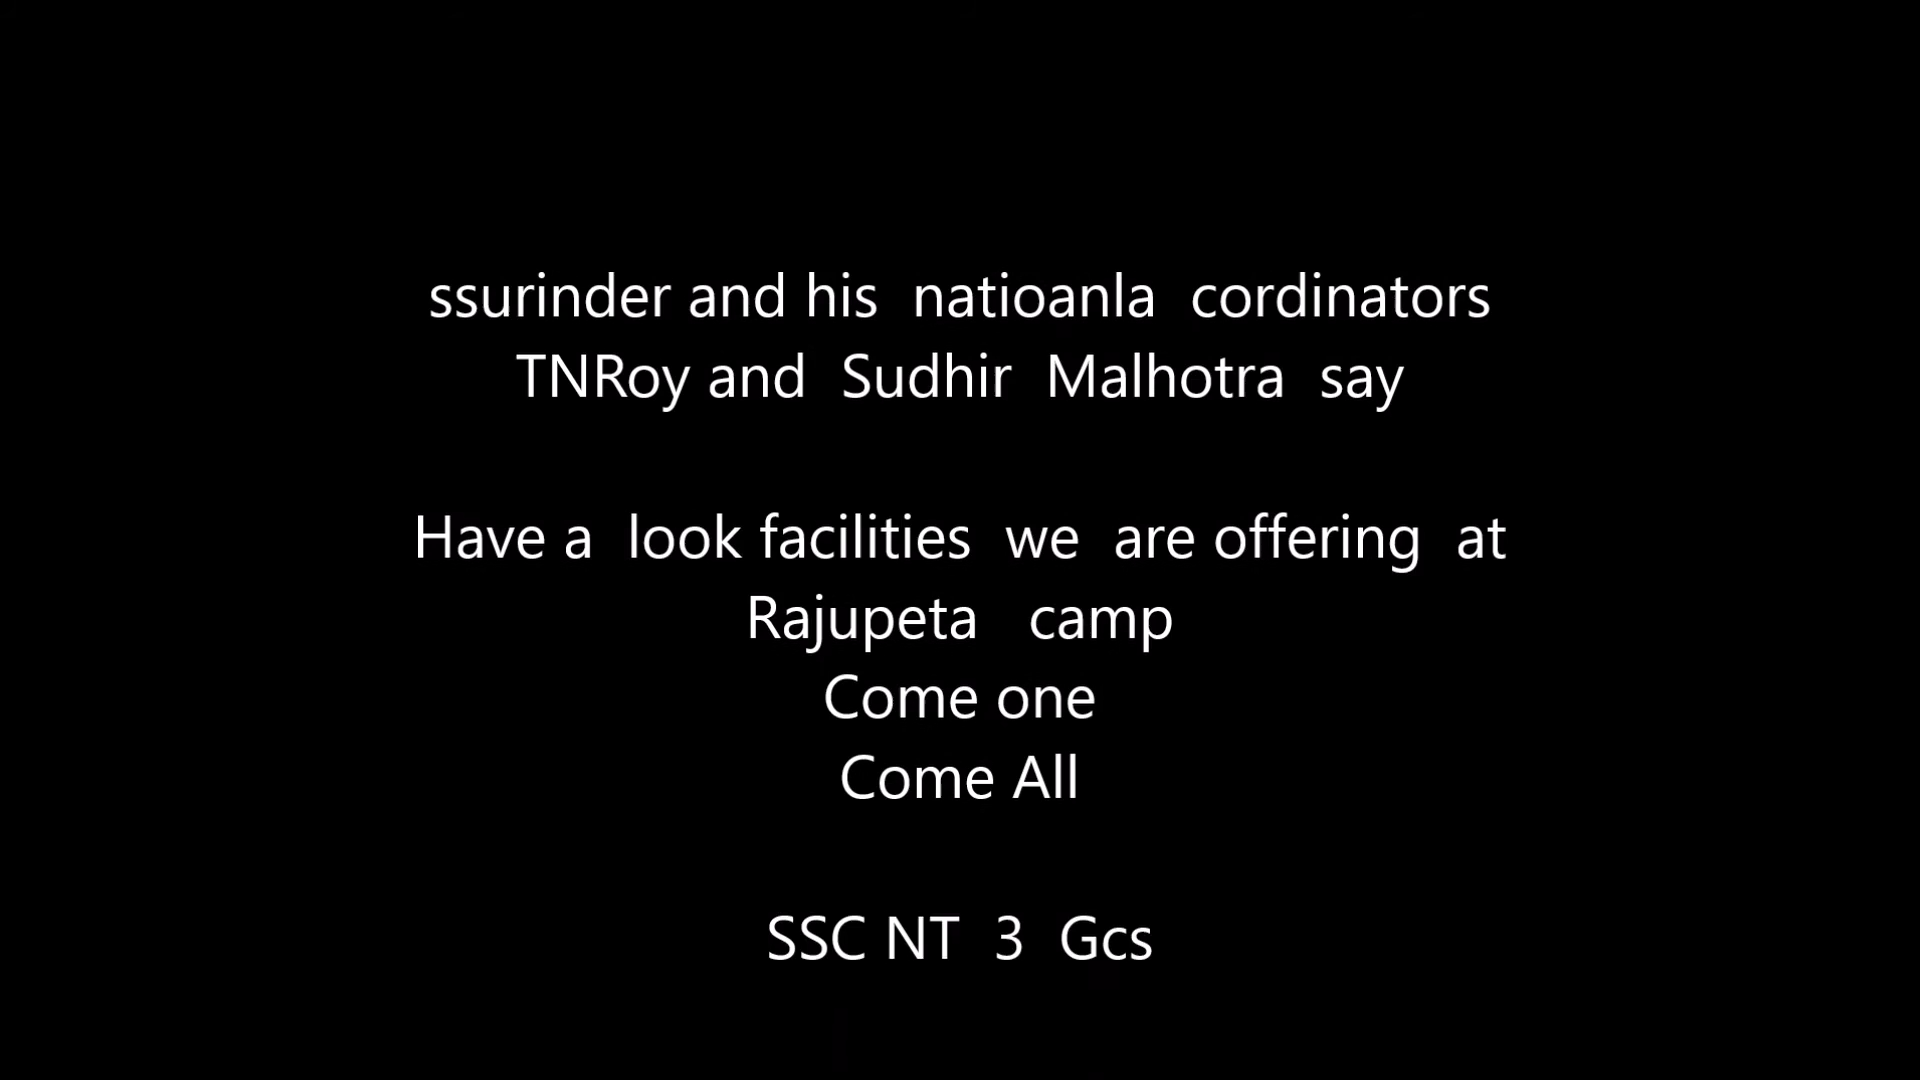 ssurinder and his natioanla cordinators
TNRoy and Sudhir Malhotra say
Have a look facilities we are offering at
Rajupeta camp
Come one
Come All
SSC NT 3 Gcs